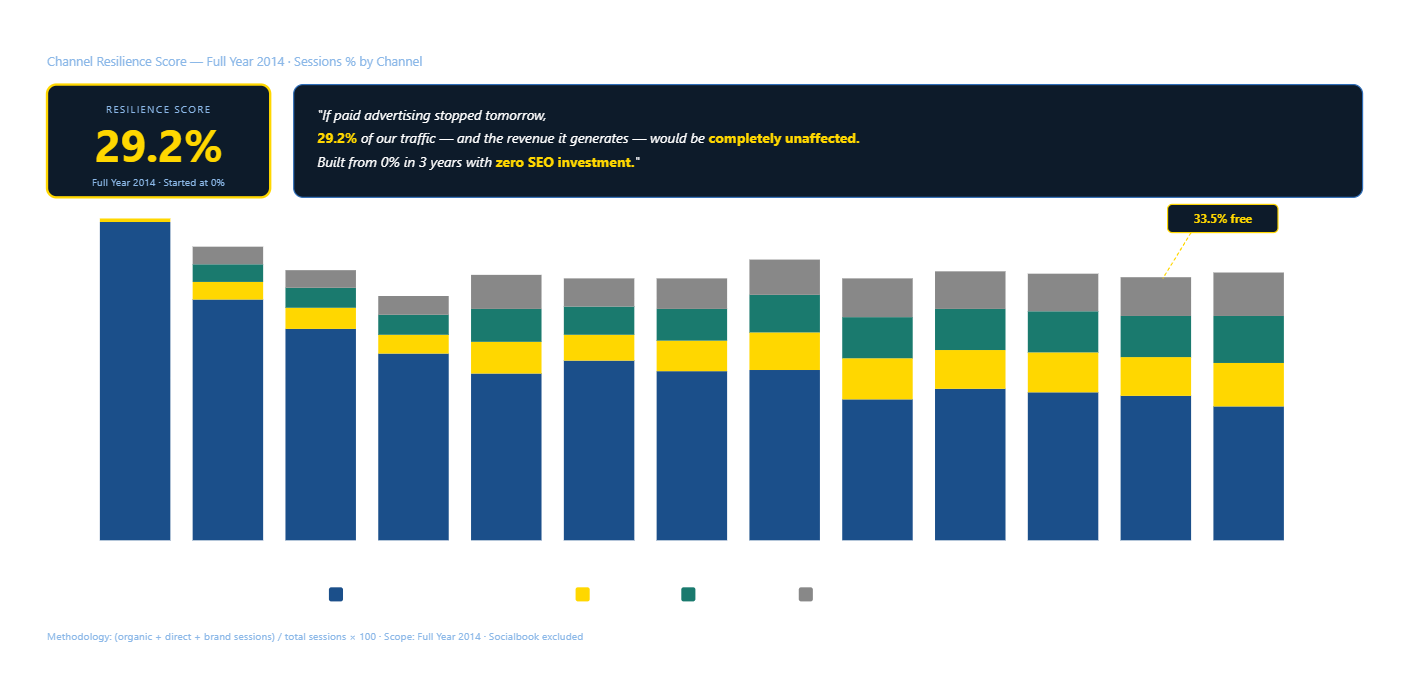 Channel Resilience Score — Full Year 2014 · Sessions % by Channel
RESILIENCE SCORE
29.2%
Full Year 2014 · Started at 0%
"If paid advertising stopped tomorrow,
29.2% of our traffic — and the revenue it generates — would be completely unaffected.
Built from 0% in 3 years with zero SEO investment."
33.5% free
Methodology: (organic + direct + brand sessions) / total sessions × 100 · Scope: Full Year 2014 · Socialbook excluded